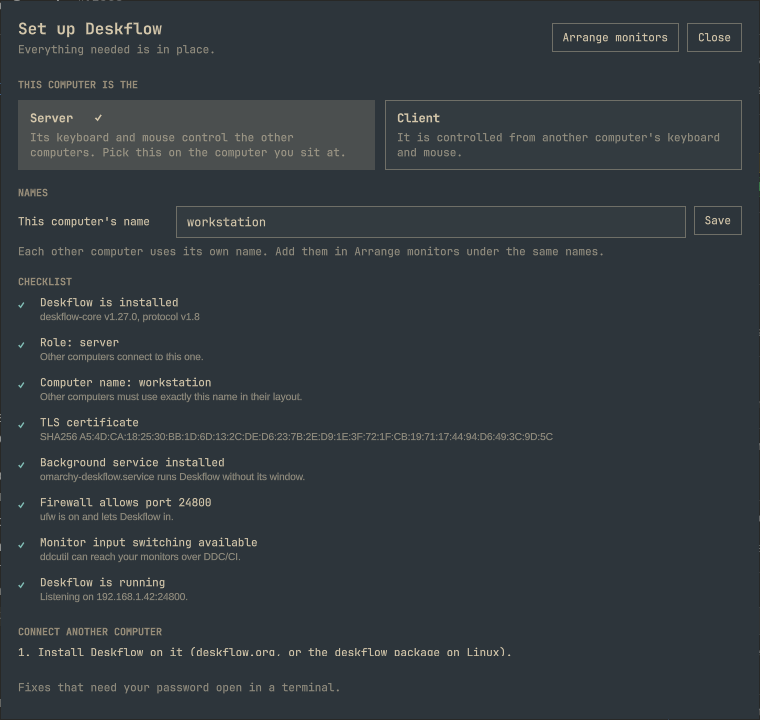 Set up Deskflow
Everything needed is in place.
Arrange monitors
Close
THIS COMPUTER IS THE
Server ✓
Its keyboard and mouse control the other
computers. Pick this on the computer you sit at.
Client
It is controlled from another computer's keyboard
and mouse.
NAMES
This computer's name
workstation
Save
Each other computer uses its own name. Add them in Arrange monitors under the same names.
CHECKLIST
✓ Deskflow is installed
deskflow-core v1.27.0, protocol v1.8
✓ Role: server
Other computers connect to this one.
✓ Computer name: workstation
Other computers must use exactly this name in their layout.
✓ TLS certificate
SHA256 A5:4D:CA:18:25:30:BB:1D:6D:13:2C:DE:D6:23:7B:2E:D9:1E:3F:72:1F:CB:19:71:17:44:94:D6:49:3C:9D:5C
✓ Background service installed
omarchy-deskflow.service runs Deskflow without its window.
✓ Firewall allows port 24800
ufw is on and lets Deskflow in.
✓ Monitor input switching available
ddcutil can reach your monitors over DDC/CI.
✓ Deskflow is running
Listening on 192.168.1.42:24800.
CONNECT ANOTHER COMPUTER
1. Install Deskflow on it (deskflow.org, or the deskflow package on Linux).
Fixes that need your password open in a terminal.